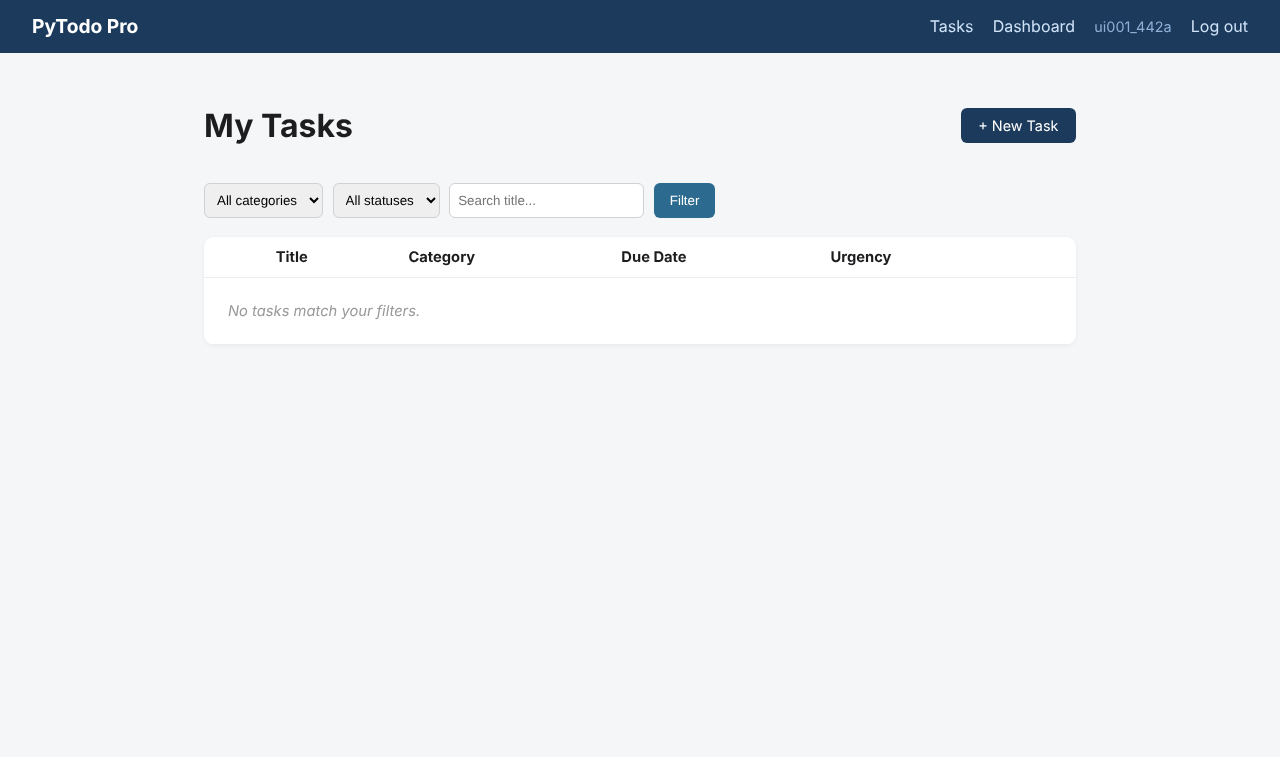 PyTodo Pro Tasks Dashboard ui001_442a Log out
My Tasks + New Task
All categories All statuses Search title... Filter
Title Category Due Date Urgency
No tasks match your filters.